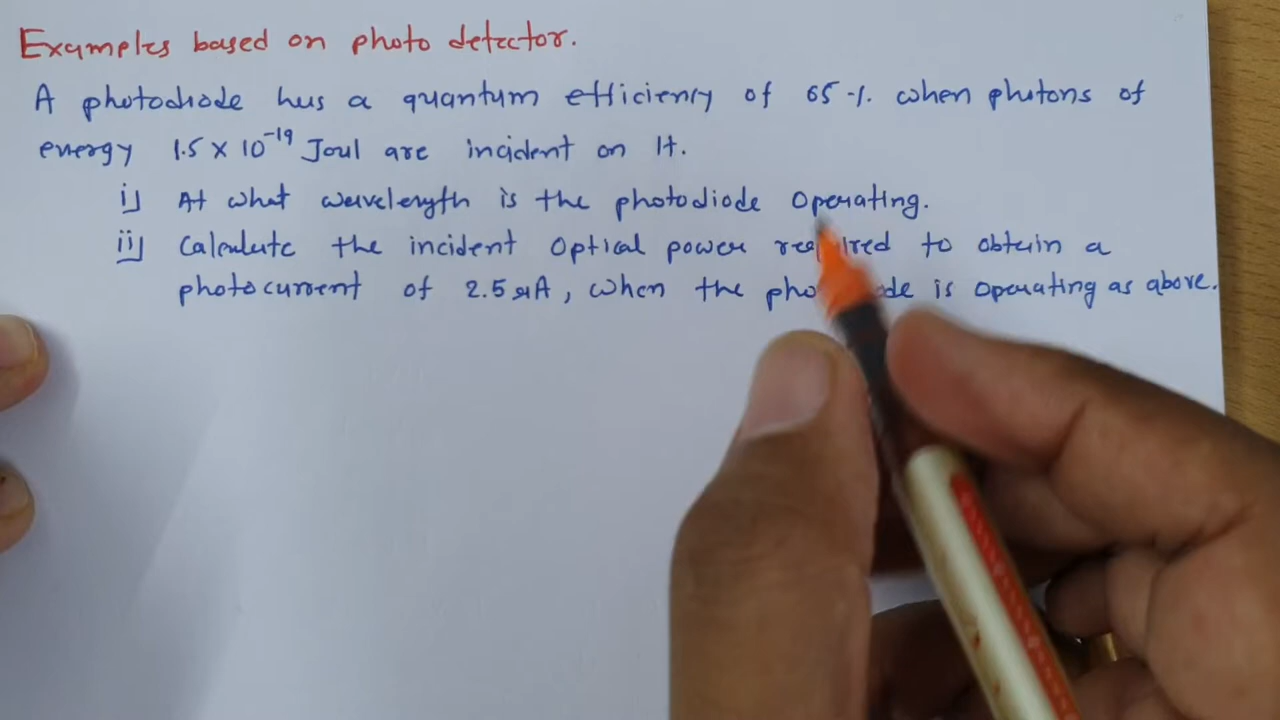 Examples based on photo detector.
A photodiode has a quantum efficiency of 65 % when photons of
energy 1.5 × 10⁻¹⁹ Joul are incident on It.
i) At what wavelength is the photodiode operating.
ii) Calculate the incident optical power required to obtain a
photocurrent of 2.5 μA, when the is operating as above.